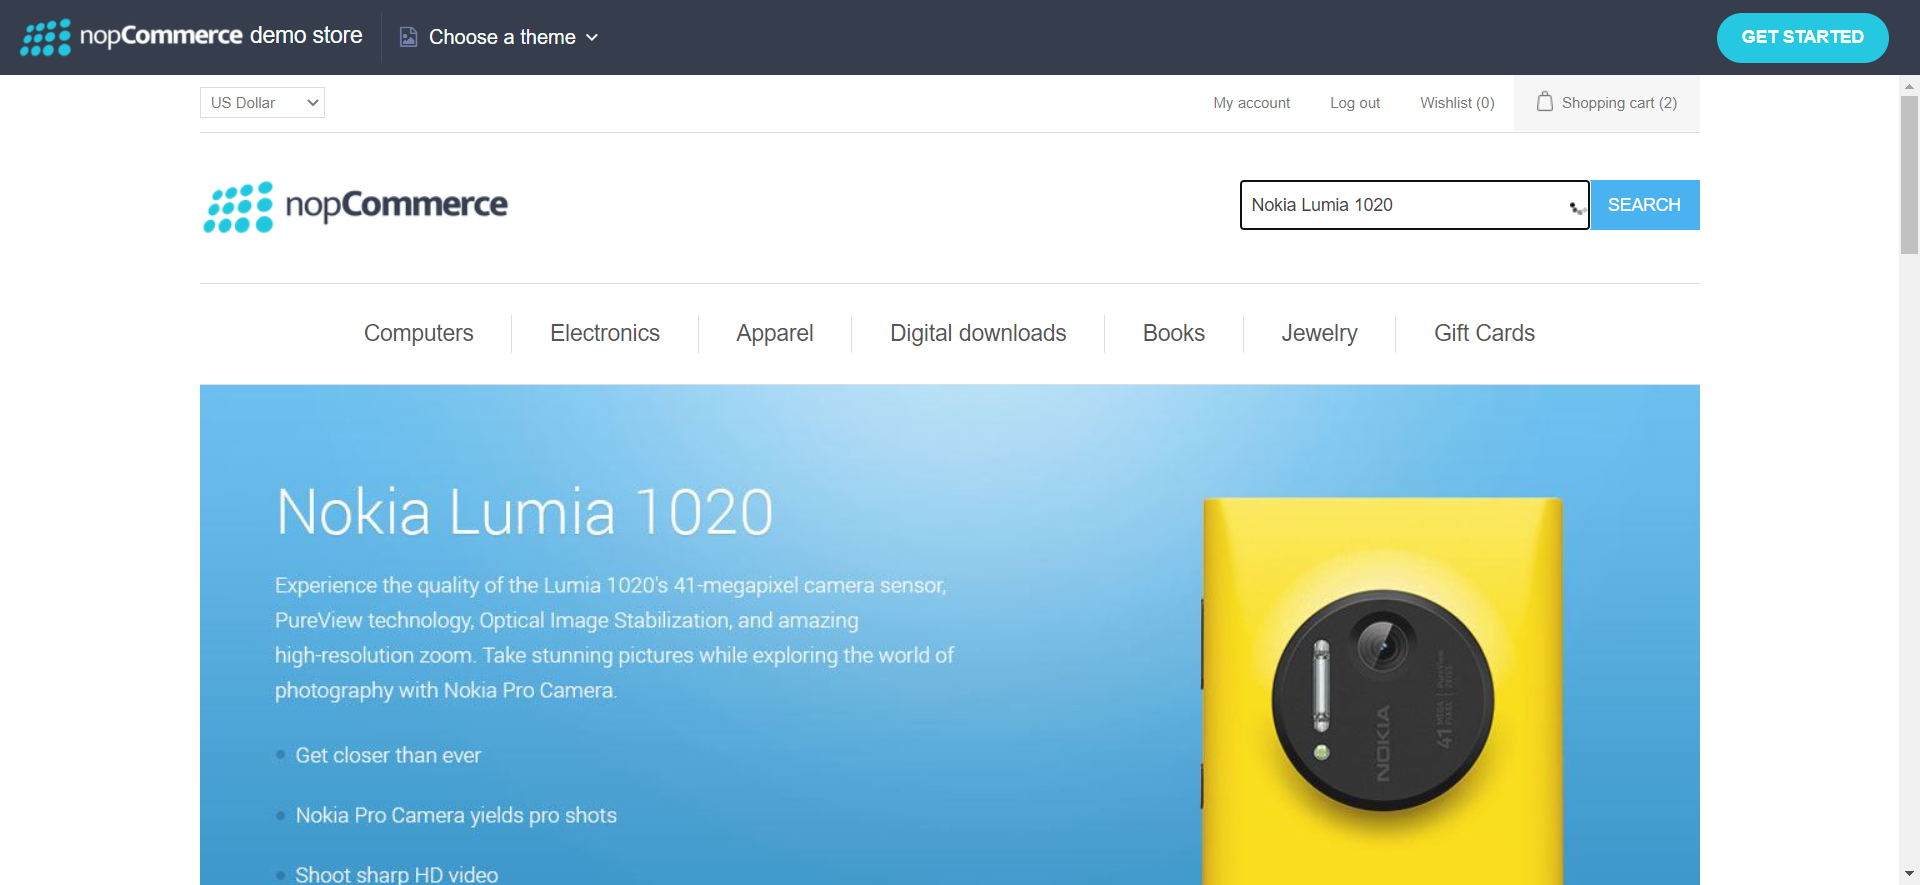 nopCommerce demo store
Choose a theme
GET STARTED
US Dollar
My account
Log out
Wishlist (0)
Shopping cart (2)
nopCommerce
Nokia Lumia 1020
SEARCH
Computers
Electronics
Apparel
Digital downloads
Books
Jewelry
Gift Cards
Nokia Lumia 1020
Experience the quality of the Lumia 1020's 41-megapixel camera sensor,
PureView technology, Optical Image Stabilization, and amazing
high-resolution zoom. Take stunning pictures while exploring the world of
photography with Nokia Pro Camera.
Get closer than ever
Nokia Pro Camera yields pro shots
Shoot sharp HD video
NOKIA
41 MEGA PIXEL
PureView
ZEISS